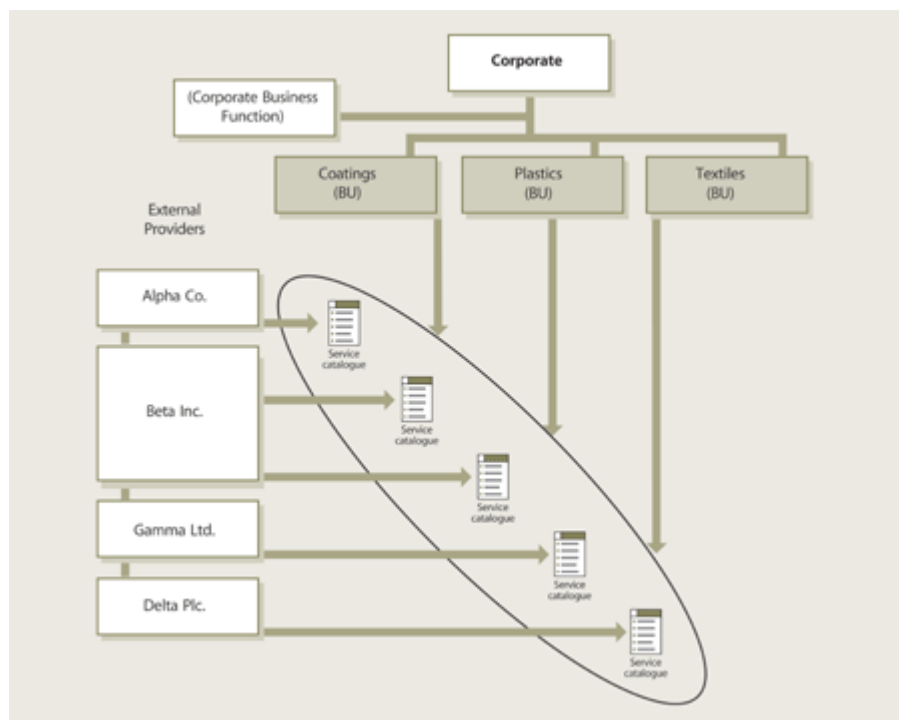 Corporate
(Corporate Business
Function)
Coatings
(BU)
Plastics
(BU)
Textiles
(BU)
External
Providers
Alpha Co.
Beta Inc.
Gamma Ltd.
Delta Plc.
Service
catalogue
Service
catalogue
Service
catalogue
Service
catalogue
Service
catalogue